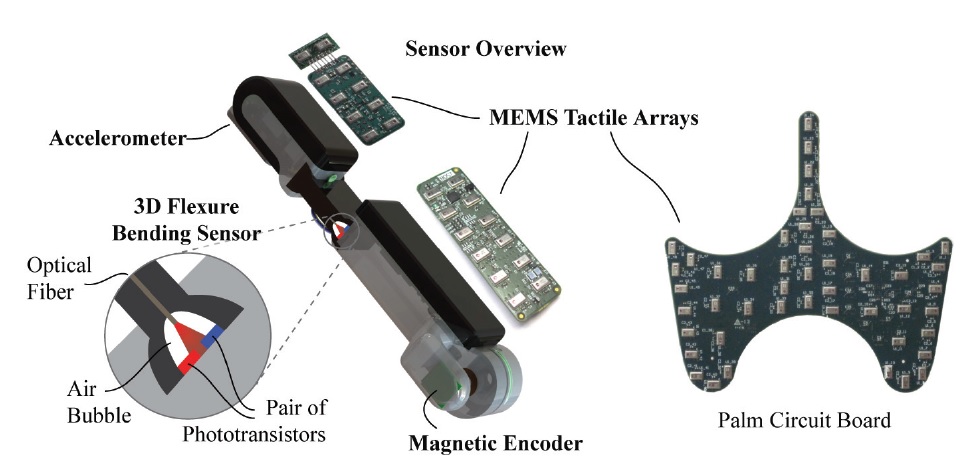 Sensor Overview
MEMS Tactile Arrays
Accelerometer
3D Flexure
Bending Sensor
Optical
Fiber
Air
Bubble
Pair of
Phototransistors
Magnetic Encoder
Palm Circuit Board